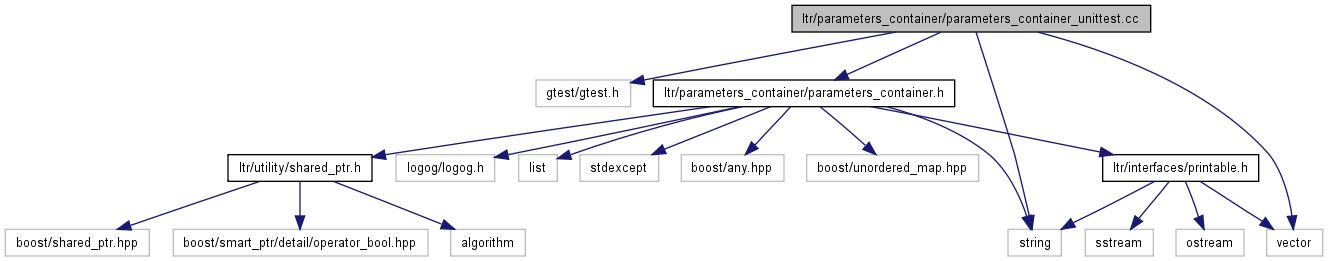 ltr/parameters_container/parameters_container_unittest.cc
gtest/gtest.h
ltr/parameters_container/parameters_container.h
ltr/utility/shared_ptr.h
logog/logog.h
list
stdexcept
boost/any.hpp
boost/unordered_map.hpp
ltr/interfaces/printable.h
boost/shared_ptr.hpp
boost/smart_ptr/detail/operator_bool.hpp
algorithm
string
sstream
ostream
vector